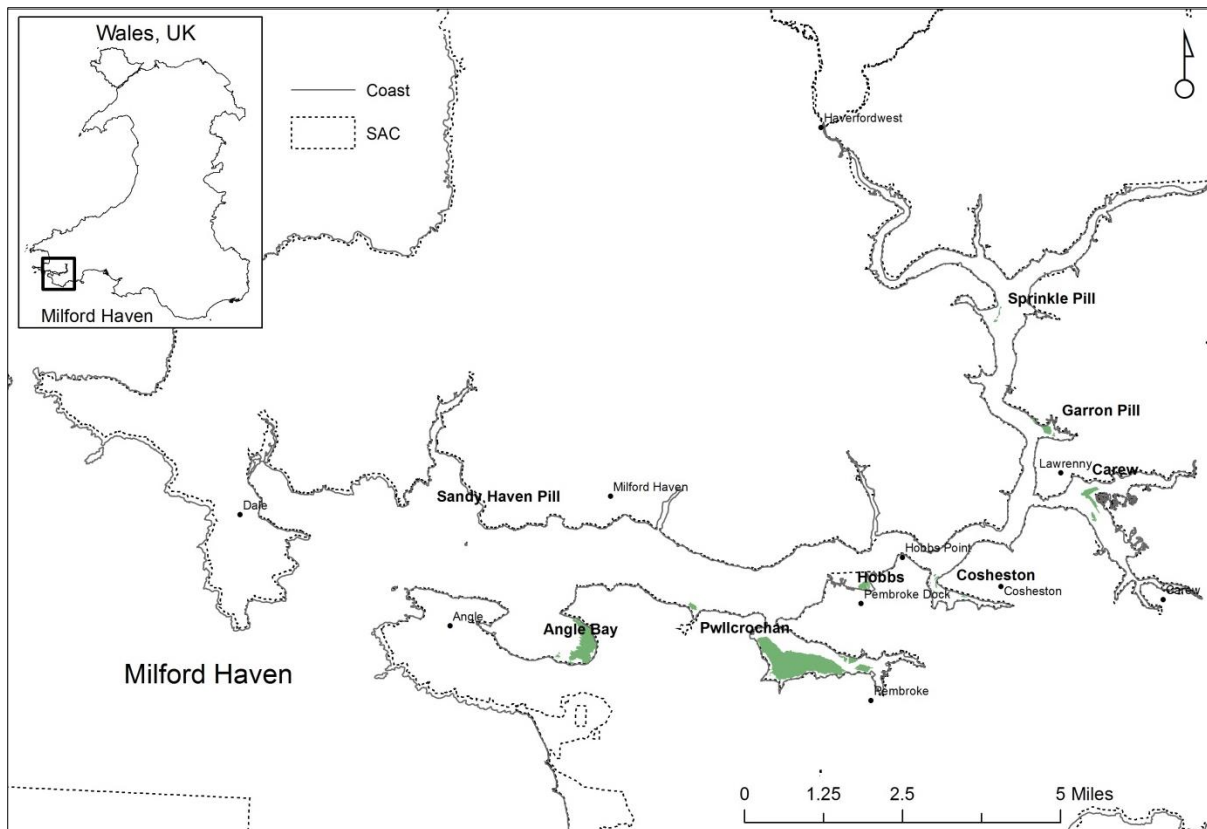 Wales, UK
Milford Haven
Coast
SAC
Haverfordwest
Sprinkle Pill
Garron Pill
Lawrenny
Carew
Sandy Haven Pill
Milford Haven
Dale
Hobbs Point
Hobbs
Cosheston
Cosheston
Pembroke Dock
Carew
Angle
Angle Bay
Pwllcrochan
Milford Haven
Pembroke
0 1.25 2.5 5 Miles